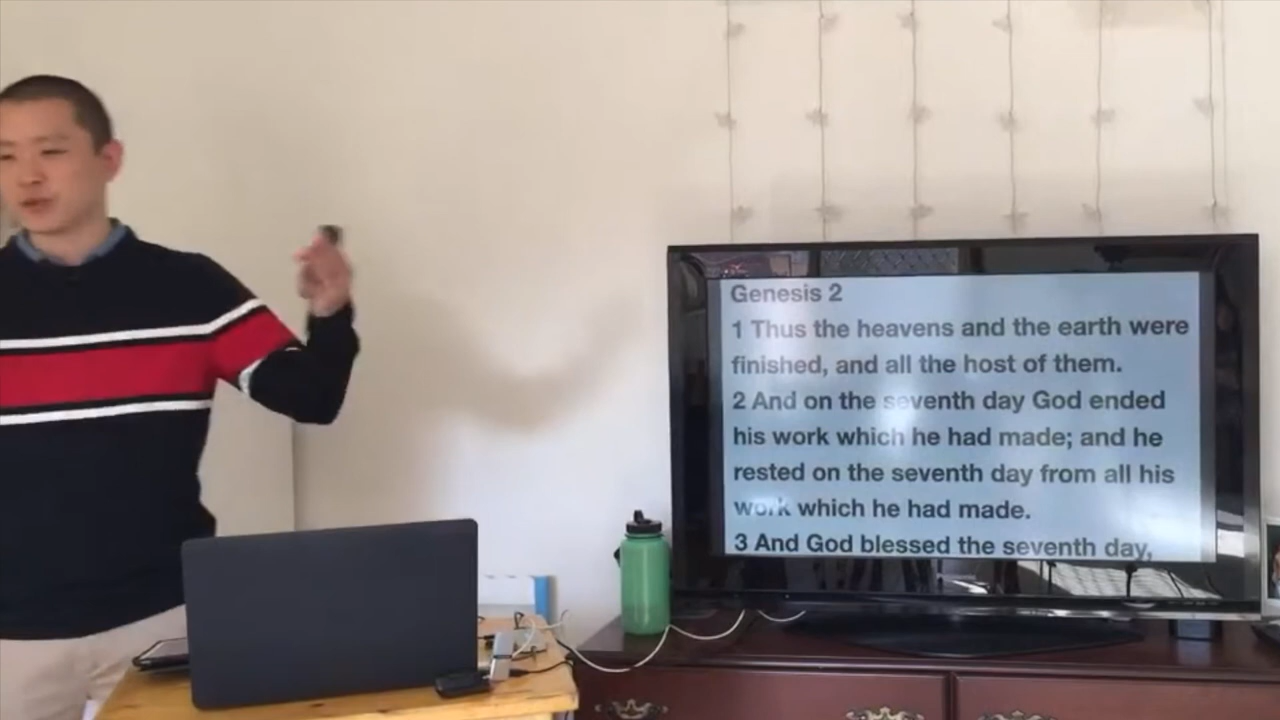 Genesis 2
1 Thus the heavens and the earth were
finished, and all the host of them.
2 And on the seventh day God ended
his work which he had made; and he
rested on the seventh day from all his
work which he had made.
3 And God blessed the seventh day,